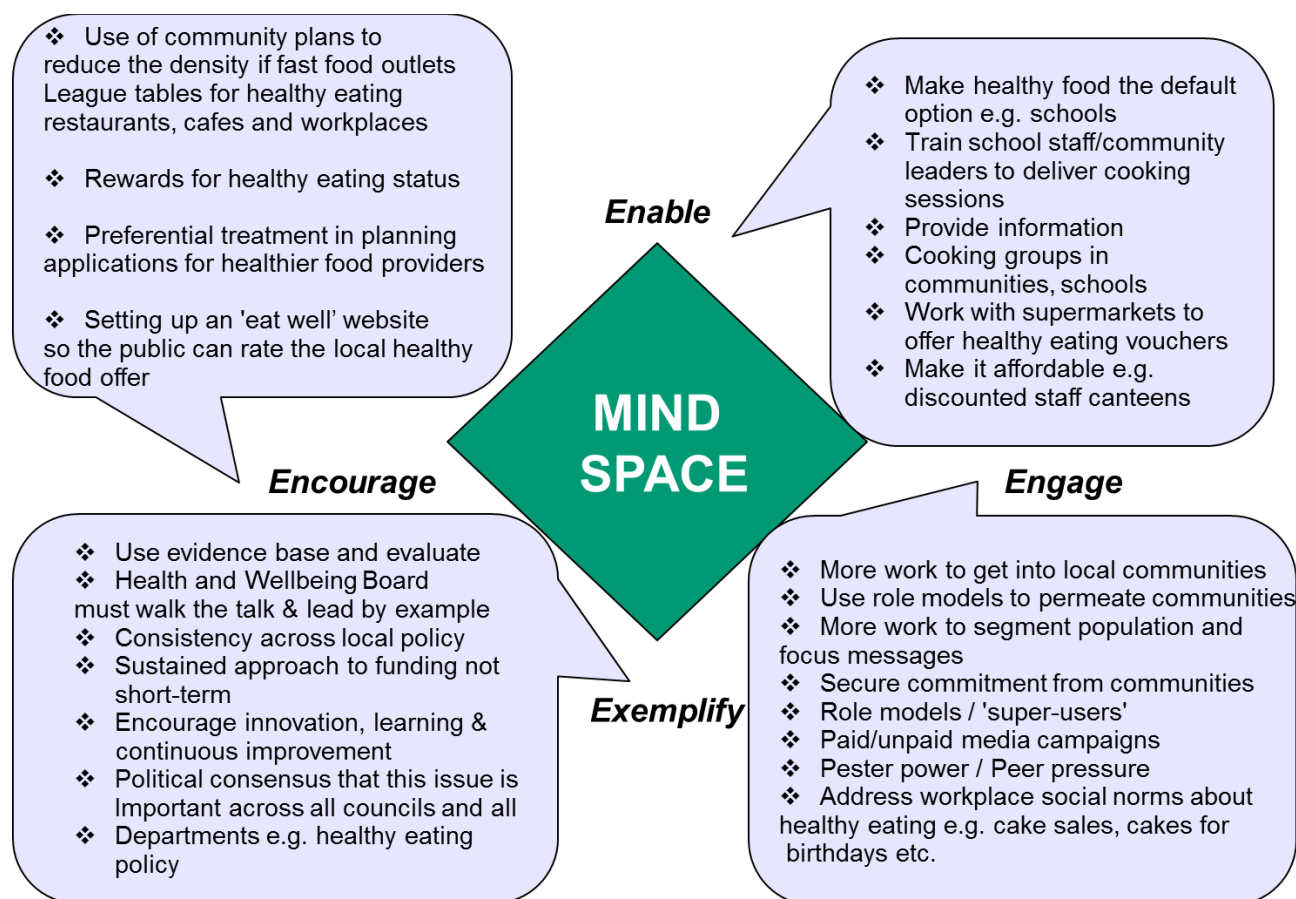 ❖ Use of community plans to
reduce the density if fast food outlets
League tables for healthy eating
restaurants, cafes and workplaces
❖ Rewards for healthy eating status
❖ Preferential treatment in planning
applications for healthier food providers
❖ Setting up an 'eat well’ website
so the public can rate the local healthy
food offer
Enable
❖ Make healthy food the default
option e.g. schools
❖ Train school staff/community
leaders to deliver cooking
sessions
❖ Provide information
❖ Cooking groups in
communities, schools
❖ Work with supermarkets to
offer healthy eating vouchers
❖ Make it affordable e.g.
discounted staff canteens
MIND
SPACE
Encourage
Engage
❖ Use evidence base and evaluate
❖ Health and Wellbeing Board
must walk the talk & lead by example
❖ Consistency across local policy
❖ Sustained approach to funding not
short-term
❖ Encourage innovation, learning &
continuous improvement
❖ Political consensus that this issue is
Important across all councils and all
❖ Departments e.g. healthy eating
policy
Exemplify
❖ More work to get into local communities
❖ Use role models to permeate communities
❖ More work to segment population and
focus messages
❖ Secure commitment from communities
❖ Role models / 'super-users'
❖ Paid/unpaid media campaigns
❖ Pester power / Peer pressure
❖ Address workplace social norms about
healthy eating e.g. cake sales, cakes for
birthdays etc.